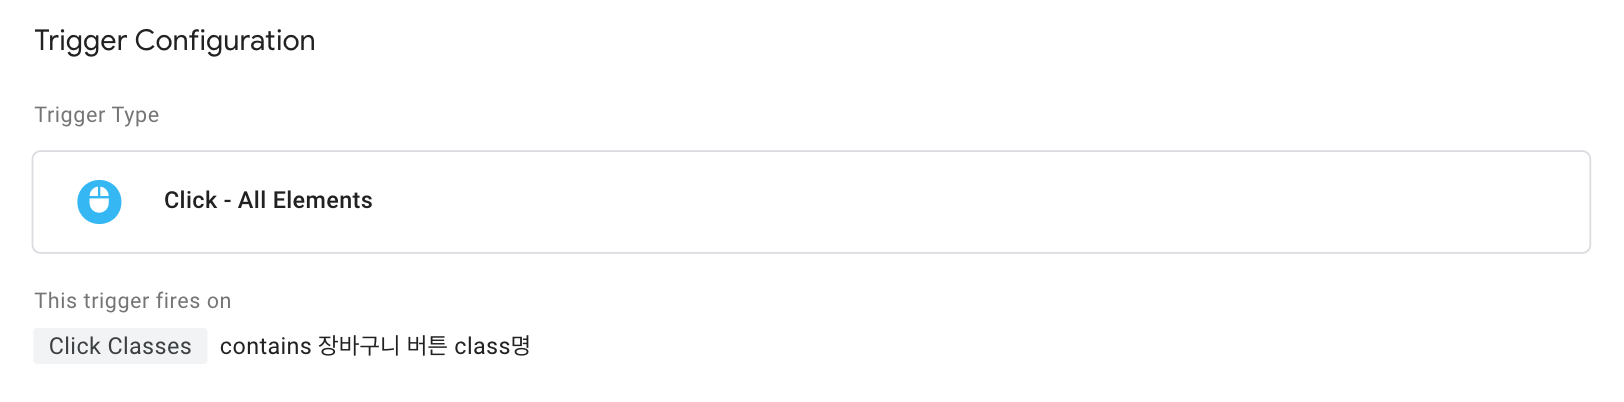 Trigger Configuration
Trigger Type
Click - All Elements
This trigger fires on
Click Classes contains 장바구니 버튼 class명